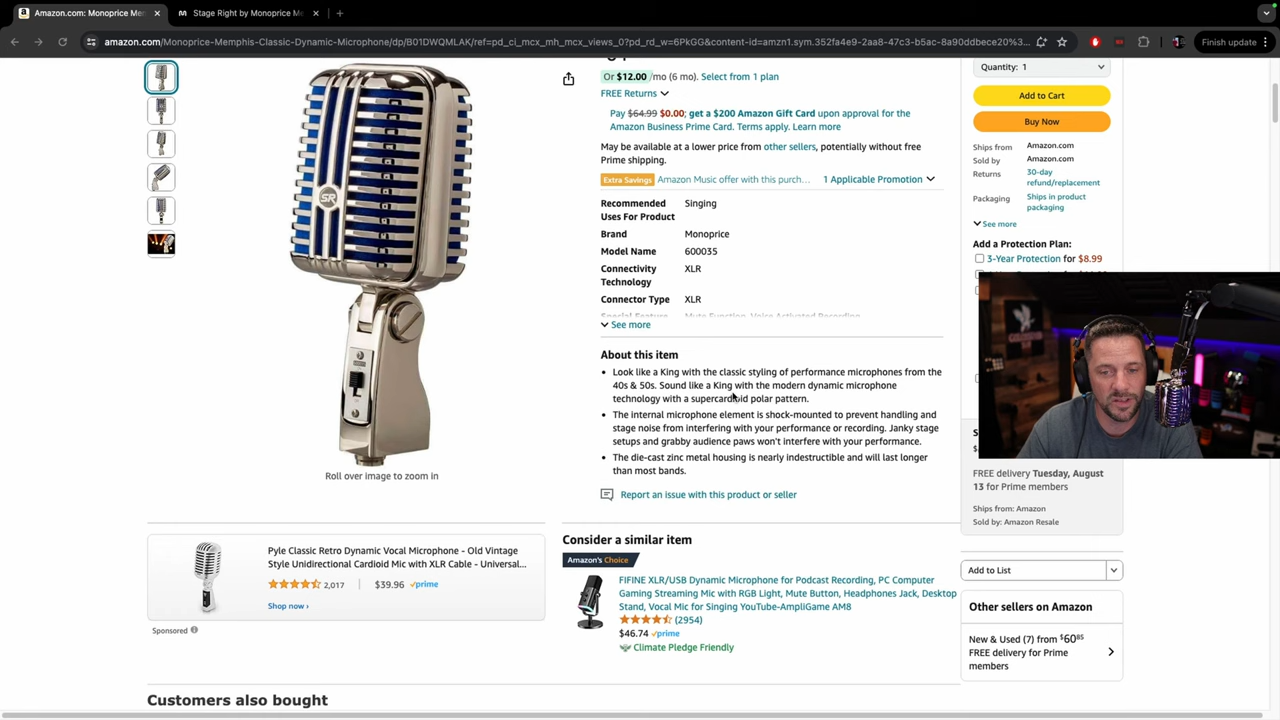 Amazon.com: Monoprice Me
Stage Right by Monoprice M
amazon.com/Monoprice-Memphis-Classic-Dynamic-Microphone/dp/B01DWQMLAK/ref=pd_ci_mcx_mh_mcx_views_0?pd_rd_w=6PkGG&content-id=amzn1.sym.352fa4e9-2aa8-47c3-b5ac-8a90ddbece20%3...
Finish update
Or $12.00 /mo (6 mo). Select from 1 plan
FREE Returns
Pay $64.99 $0.00; get a $200 Amazon Gift Card upon approval for the
Amazon Business Prime Card. Terms apply. Learn more
May be available at a lower price from other sellers, potentially without free
Prime shipping.
Extra Savings Amazon Music offer with this purch... 1 Applicable Promotion
Recommended Uses For Product Singing
Brand Monoprice
Model Name 600035
Connectivity Technology XLR
Connector Type XLR
Special Feature Mute Function, Voice Activated Recording
See more
About this item
Look like a King with the classic styling of performance microphones from the
40s & 50s. Sound like a King with the modern dynamic microphone
technology with a supercardioid polar pattern.
The internal microphone element is shock-mounted to prevent handling and
stage noise from interfering with your performance or recording. Janky stage
setups and grabby audience paws won't interfere with your performance.
The die-cast zinc metal housing is nearly indestructible and will last longer
than most bands.
Report an issue with this product or seller
SR
Roll over image to zoom in
Quantity: 1
Add to Cart
Buy Now
Ships from Amazon.com
Sold by Amazon.com
Returns 30-day
refund/replacement
Packaging Ships in product
packaging
See more
Add a Protection Plan:
3-Year Protection for $8.99
FREE delivery Tuesday, August
13 for Prime members
Ships from: Amazon
Sold by: Amazon Resale
Add to List
Other sellers on Amazon
New & Used (7) from $60.85
FREE delivery for Prime
members
Pyle Classic Retro Dynamic Vocal Microphone - Old Vintage
Style Unidirectional Cardioid Mic with XLR Cable - Universal...
2,017 $39.96 prime
Shop now ›
Sponsored
Consider a similar item
Amazon's Choice
FIFINE XLR/USB Dynamic Microphone for Podcast Recording, PC Computer
Gaming Streaming Mic with RGB Light, Mute Button, Headphones Jack, Desktop
Stand, Vocal Mic for Singing YouTube-AmpliGame AM8
(2954)
$46.74 prime
Climate Pledge Friendly
Customers also bought